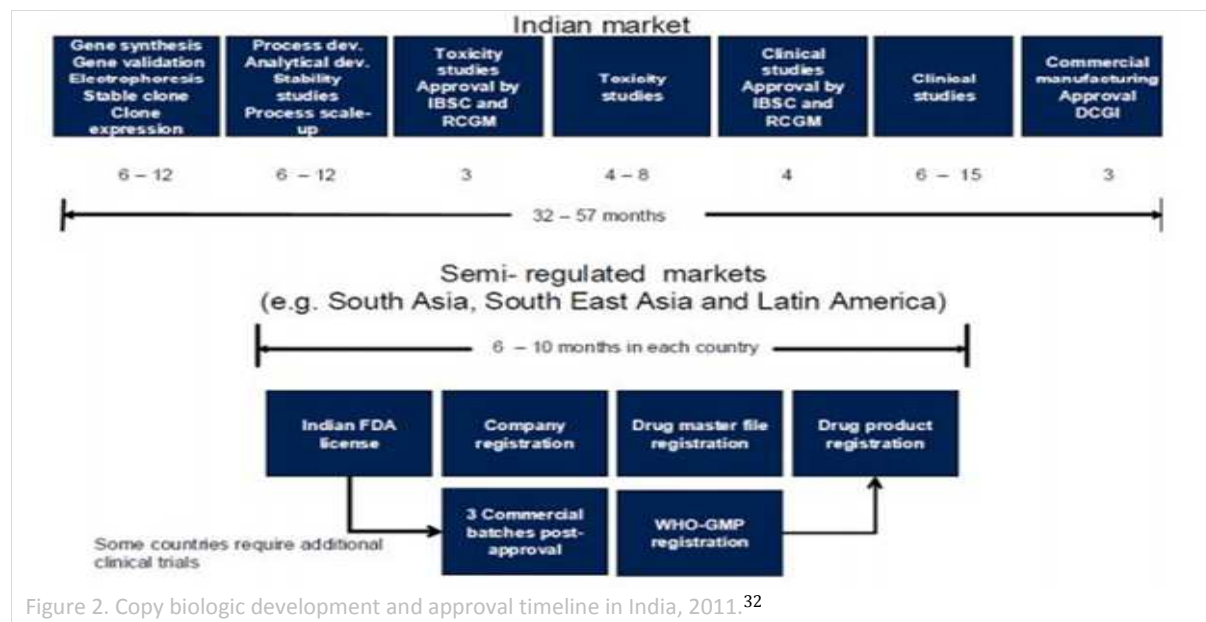 Indian market
Gene synthesis
Gene validation
Electrophoresis
Stable clone
Clone
expression
Process dev.
Analytical dev.
Stability
studies
Process scale-
up
Toxicity
studies
Approval by
IBSC and
RCGM
Toxicity
studies
Clinical
studies
Approval by
IBSC and
RCGM
Clinical
studies
Commercial
manufacturing
Approval
DCGI
6 – 12
6 – 12
3
4 – 8
4
6 – 15
3
32 – 57 months
Semi- regulated markets
(e.g. South Asia, South East Asia and Latin America)
6 – 10 months in each country
Indian FDA
license
Company
registration
Drug master file
registration
Drug product
registration
3 Commercial
batches post-
approval
WHO-GMP
registration
Some countries require additional
clinical trials
Figure 2. Copy biologic development and approval timeline in India, 2011.32